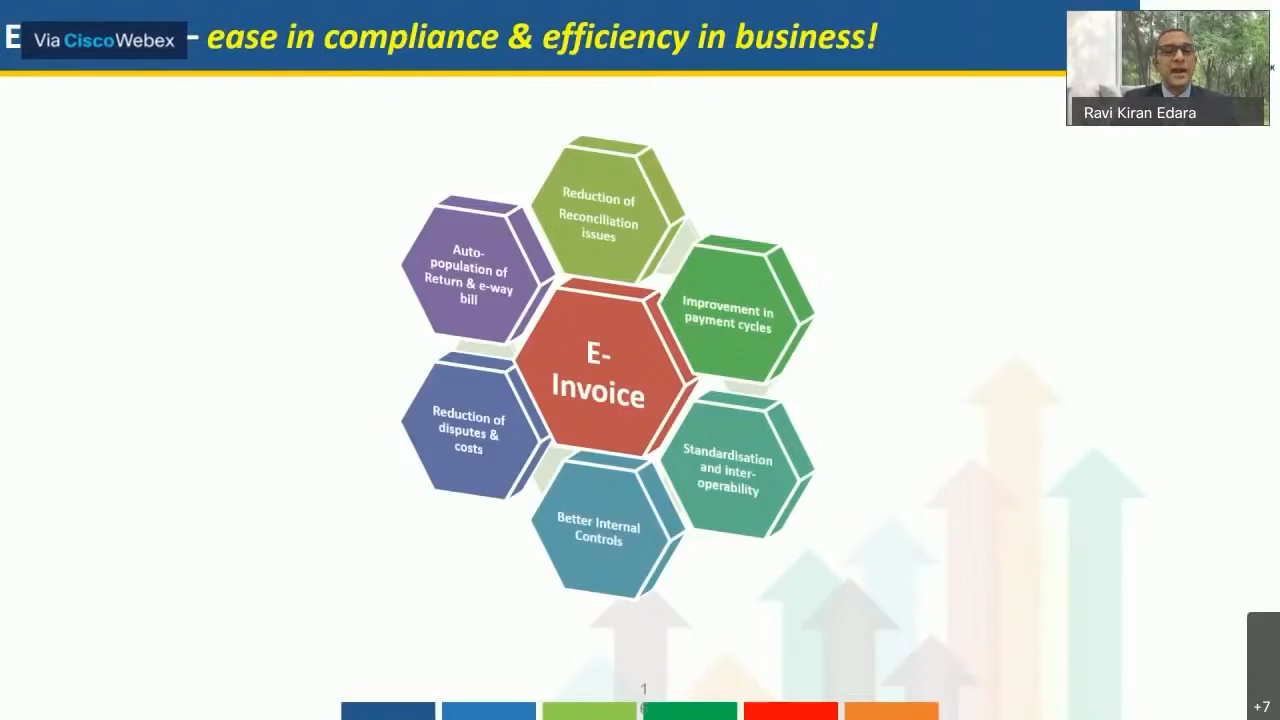 E
Via CiscoWebex
– ease in compliance & efficiency in business!
Ravi Kiran Edara
Reduction of
Reconciliation
issues
Auto-
population of
Return & e-way
bill
Improvement in
payment cycles
E-
Invoice
Reduction of
disputes &
costs
Standardisation
and inter-
operability
Better Internal
Controls
1
6
+7